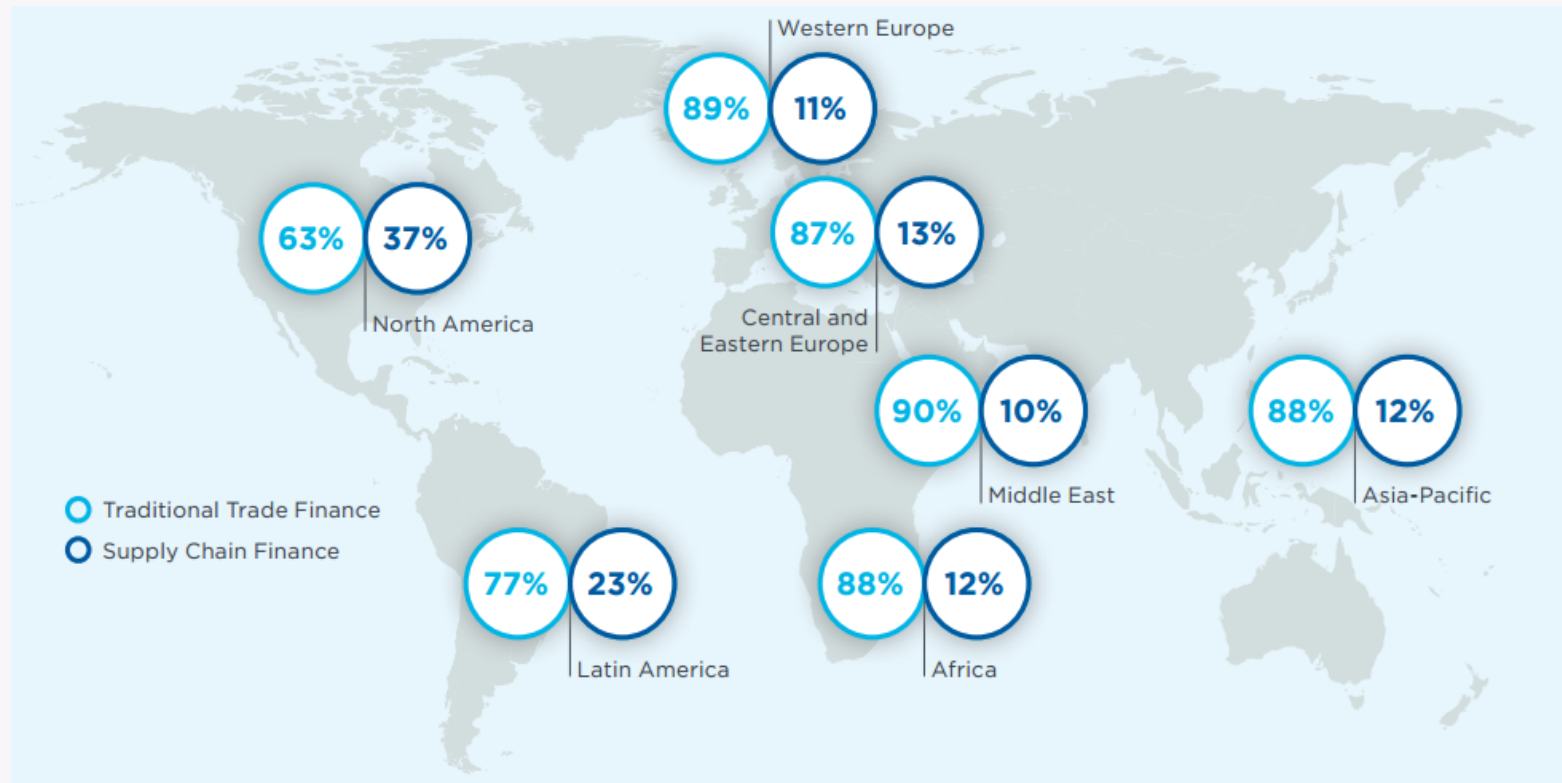 Western Europe
89% 11%
63% 37%
North America
87% 13%
Central and
Eastern Europe
90% 10%
Middle East
88% 12%
Asia-Pacific
Traditional Trade Finance
Supply Chain Finance
77% 23%
Latin America
88% 12%
Africa